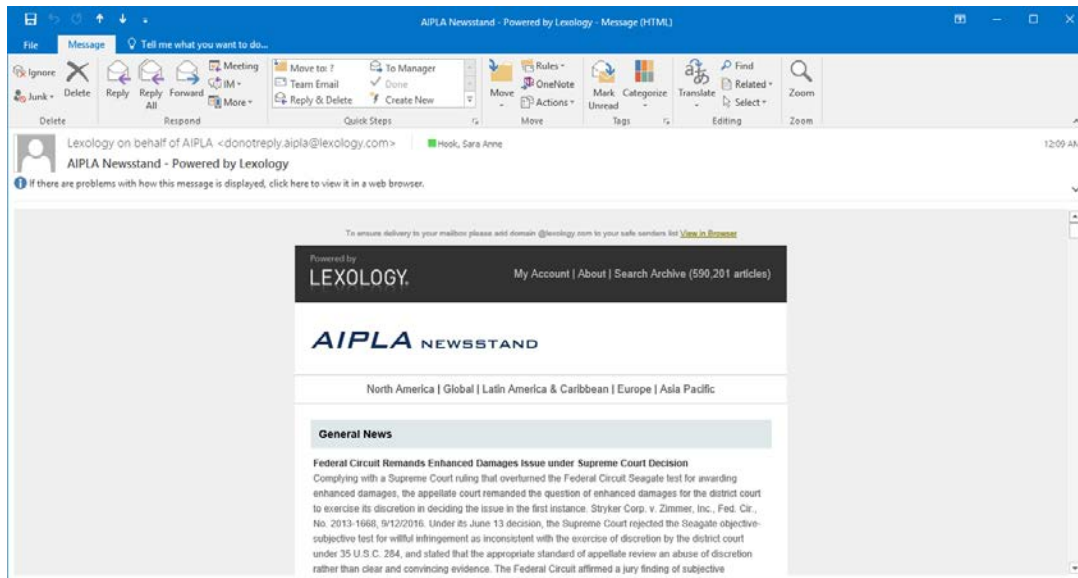 AIPLA Newsstand - Powered by Lexology - Message (HTML)
File Message Tell me what you want to do...
Ignore
Junk
Delete
Reply
Reply All
Forward
Meeting
IM
More
Move to: ?
Team Email
Reply & Delete
To Manager
Done
Create New
Move
Rules
OneNote
Actions
Mark Unread
Categorize
Translate
Find
Related
Select
Zoom
Delete Respond Quick Steps Move Tags Editing Zoom
Lexology on behalf of AIPLA <donotreply.aipla@lexology.com> Hook, Sara Anne 12:09 AM
AIPLA Newsstand - Powered by Lexology
If there are problems with how this message is displayed, click here to view it in a web browser.
To ensure delivery to your mailbox please add domain @lexology.com to your safe senders list View in Browser
Powered by
LEXOLOGY.
My Account | About | Search Archive (590,201 articles)
AIPLA NEWSSTAND
North America | Global | Latin America & Caribbean | Europe | Asia Pacific
General News
Federal Circuit Remands Enhanced Damages Issue under Supreme Court Decision
Complying with a Supreme Court ruling that overturned the Federal Circuit Seagate test for awarding
enhanced damages, the appellate court remanded the question of enhanced damages for the district court
to exercise its discretion in deciding the issue in the first instance. Stryker Corp. v. Zimmer, Inc., Fed. Cir.,
No. 2013-1668, 9/12/2016. Under its June 13 decision, the Supreme Court rejected the Seagate objective-
subjective test for willful infringement as inconsistent with the exercise of discretion by the district court
under 35 U.S.C. 284, and stated that the appropriate standard of appellate review an abuse of discretion
rather than clear and convincing evidence. The Federal Circuit affirmed a jury finding of subjective